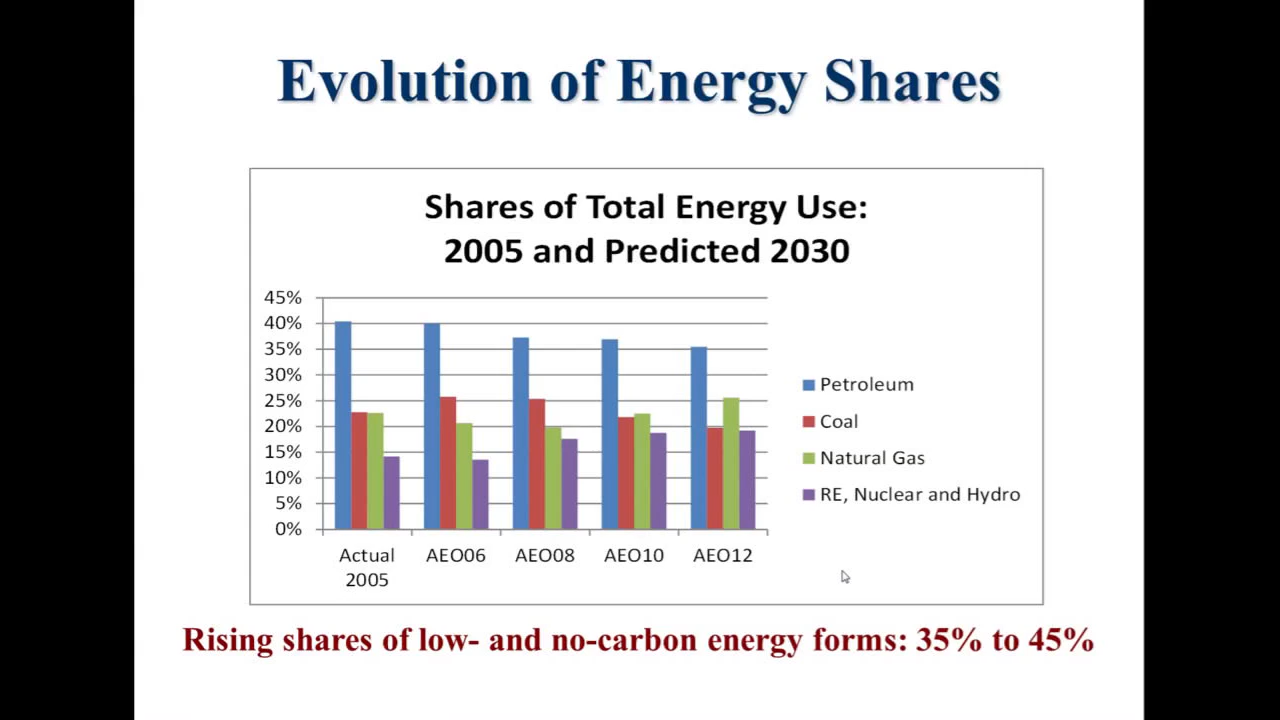 Evolution of Energy Shares
Shares of Total Energy Use:
2005 and Predicted 2030
45%
40%
35%
30%
25%
20%
15%
10%
5%
0%
Actual 2005
AEO06
AEO08
AEO10
AEO12
Petroleum
Coal
Natural Gas
RE, Nuclear and Hydro
Rising shares of low- and no-carbon energy forms: 35% to 45%